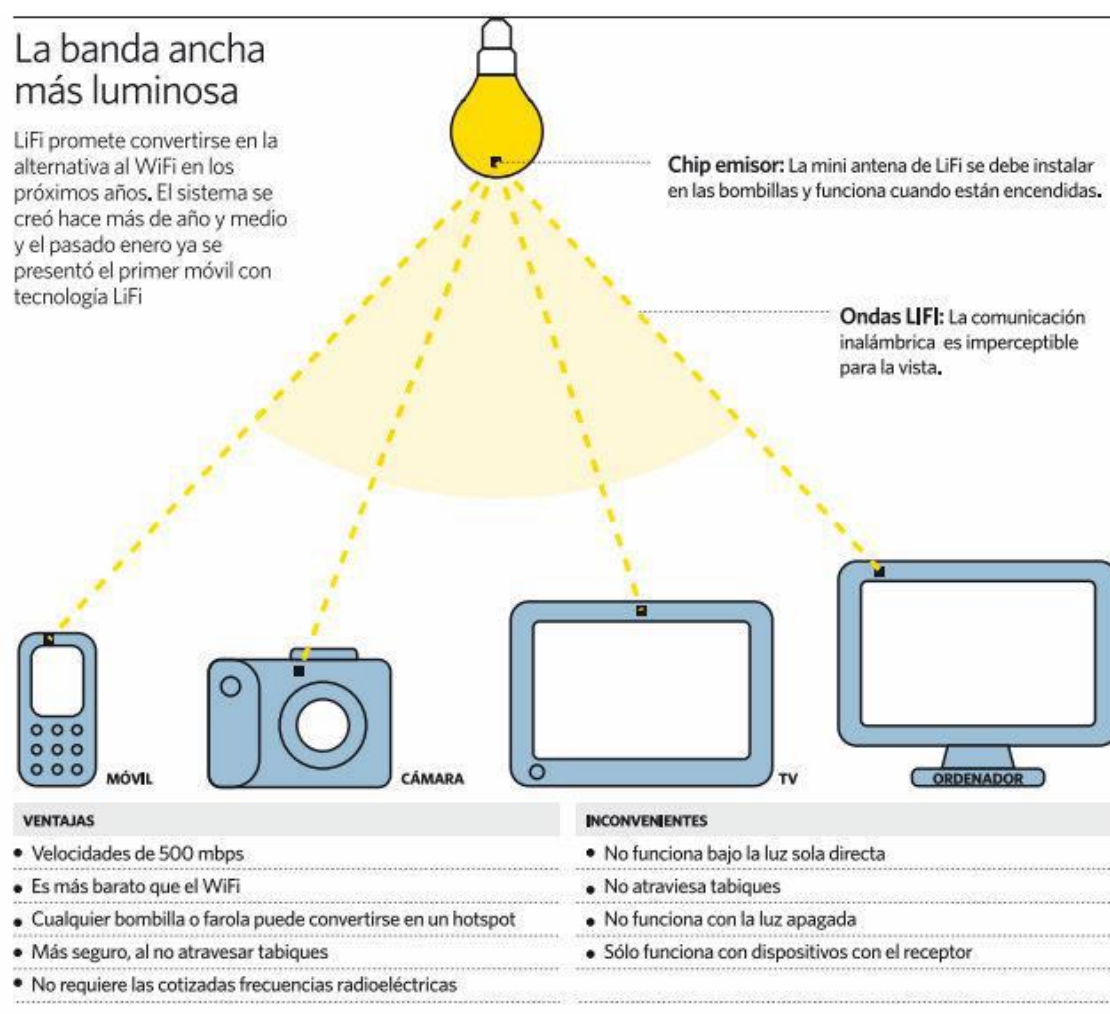 La banda ancha
más luminosa
LiFi promete convertirse en la
alternativa al WiFi en los
próximos años. El sistema se
creó hace más de año y medio
y el pasado enero ya se
presentó el primer móvil con
tecnología LiFi
Chip emisor: La mini antena de LiFi se debe instalar
en las bombillas y funciona cuando están encendidas.
Ondas LIFI: La comunicación
inalámbrica es imperceptible
para la vista.
MÓVIL
CÁMARA
TV
ORDENADOR
VENTAJAS
• Velocidades de 500 mbps
• Es más barato que el WiFi
• Cualquier bombilla o farola puede convertirse en un hotspot
• Más seguro, al no atravesar tabiques
• No requiere las cotizadas frecuencias radioeléctricas
INCONVENIENTES
• No funciona bajo la luz sola directa
• No atraviesa tabiques
• No funciona con la luz apagada
• Sólo funciona con dispositivos con el receptor